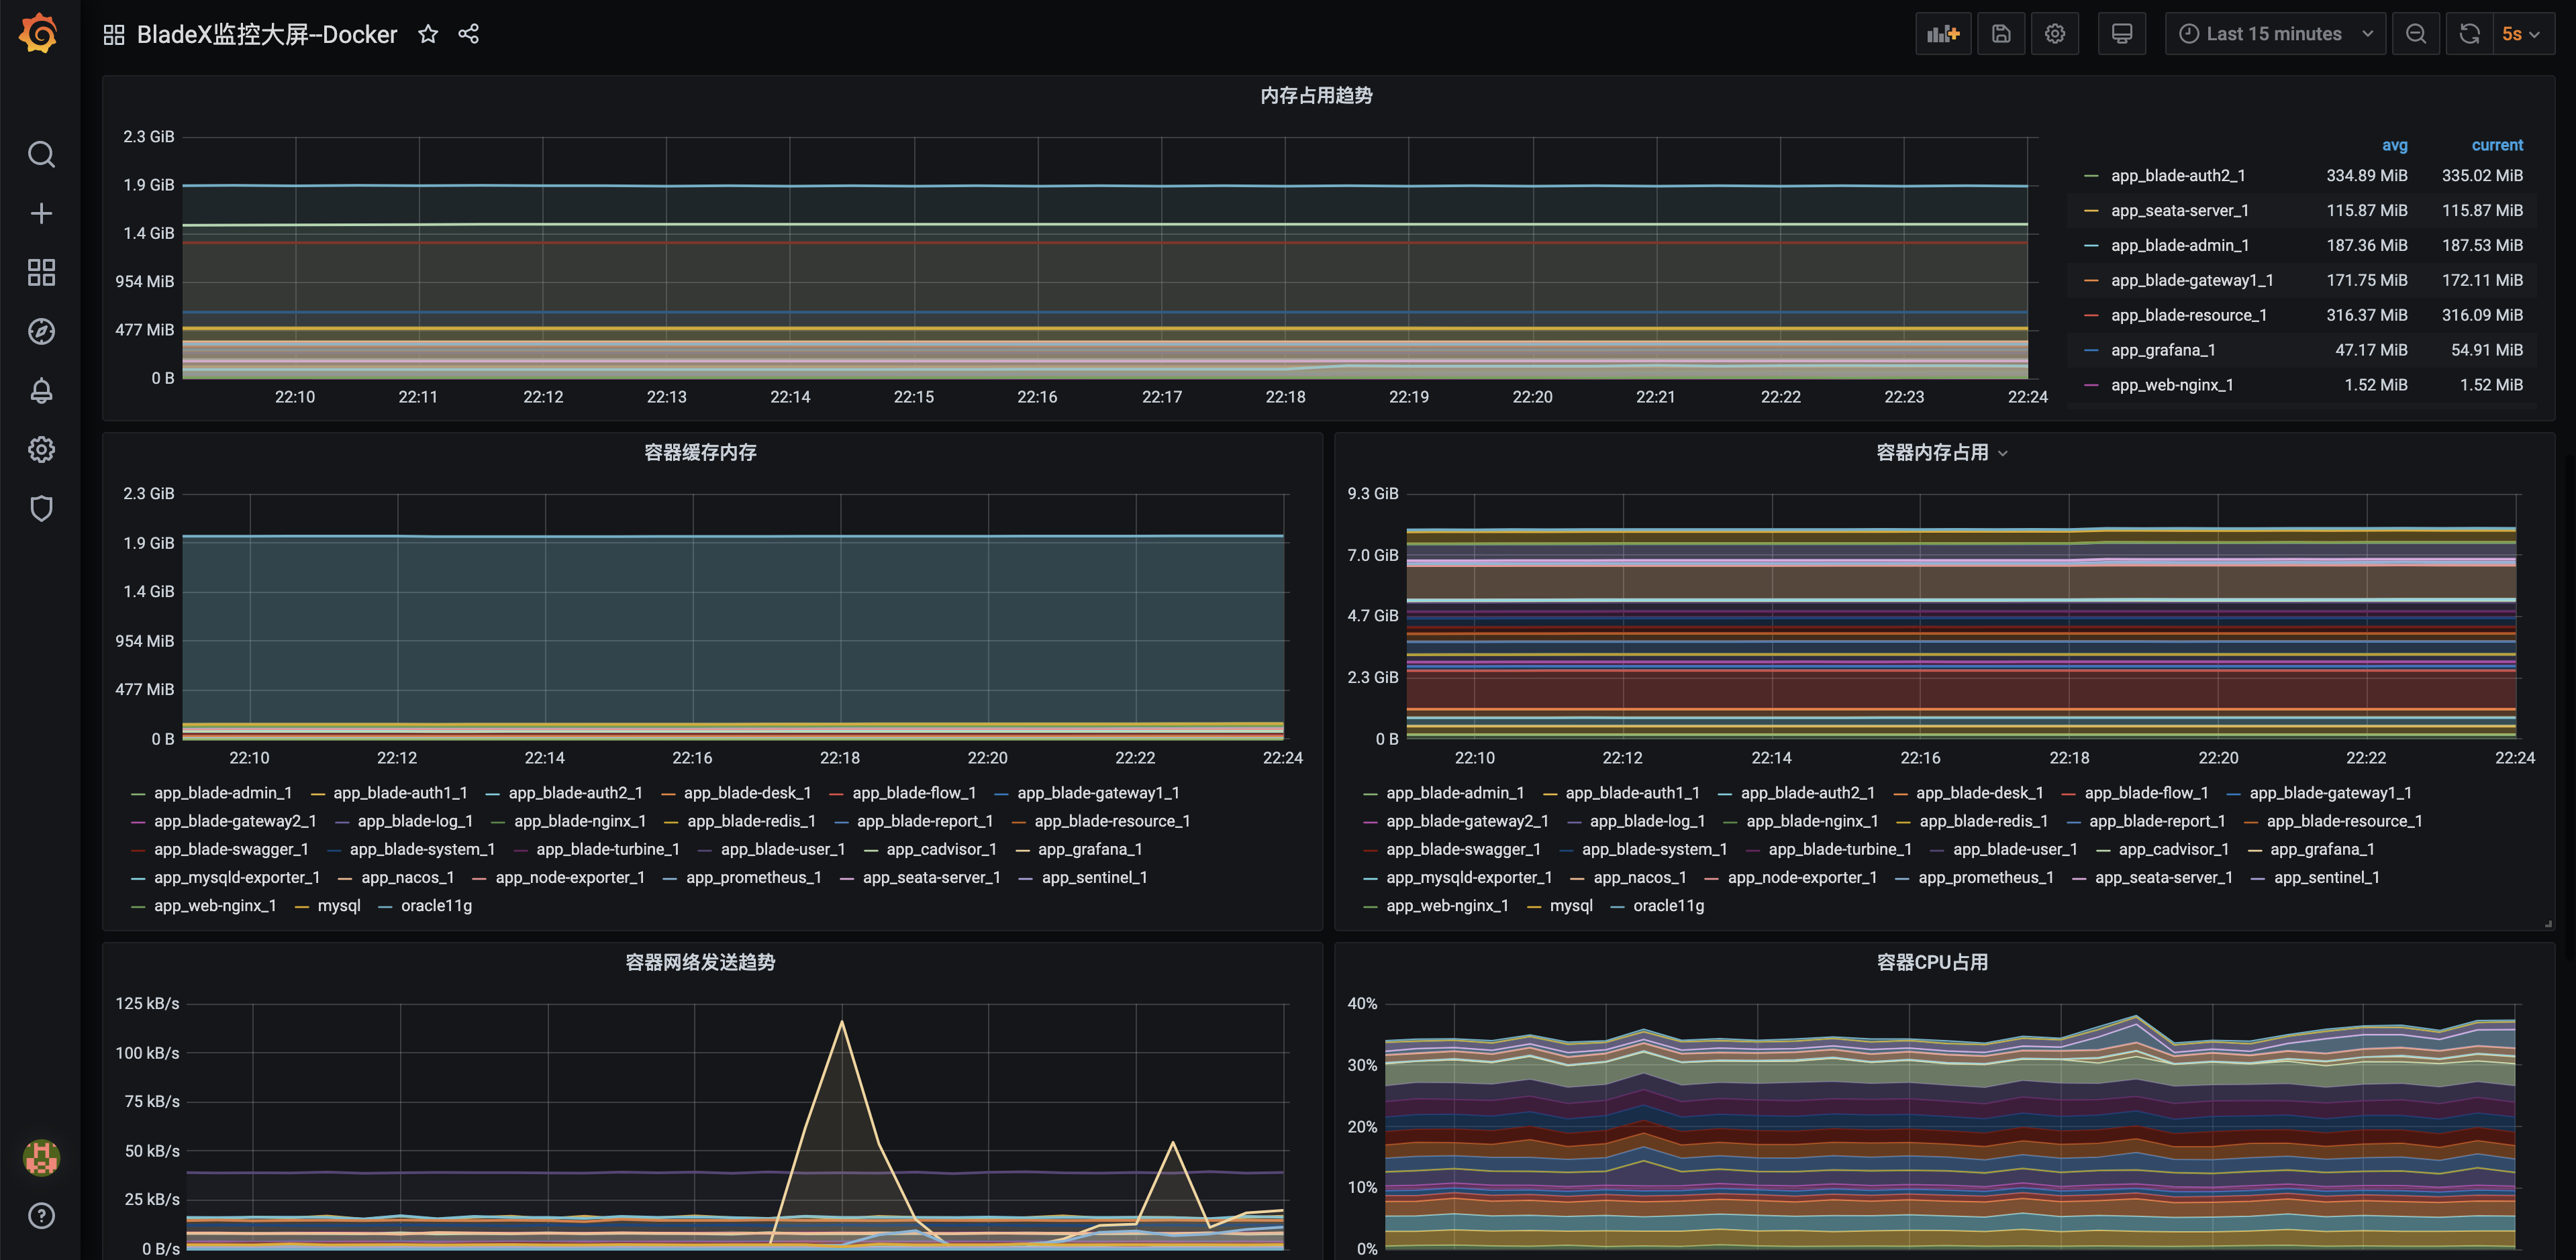 BladeX监控大屏--Docker
Last 15 minutes
5s
内存占用趋势
2.3 GiB
1.9 GiB
1.4 GiB
954 MiB
477 MiB
0 B
22:10 22:11 22:12 22:13 22:14 22:15 22:16 22:17 22:18 22:19 22:20 22:21 22:22 22:23 22:24
avg current
app_blade-auth2_1 334.89 MiB 335.02 MiB
app_seata-server_1 115.87 MiB 115.87 MiB
app_blade-admin_1 187.36 MiB 187.53 MiB
app_blade-gateway1_1 171.75 MiB 172.11 MiB
app_blade-resource_1 316.37 MiB 316.09 MiB
app_grafana_1 47.17 MiB 54.91 MiB
app_web-nginx_1 1.52 MiB 1.52 MiB
容器缓存内存
2.3 GiB
1.9 GiB
1.4 GiB
954 MiB
477 MiB
0 B
22:10 22:12 22:14 22:16 22:18 22:20 22:22 22:24
app_blade-admin_1 app_blade-auth1_1 app_blade-auth2_1 app_blade-desk_1 app_blade-flow_1 app_blade-gateway1_1
app_blade-gateway2_1 app_blade-log_1 app_blade-nginx_1 app_blade-redis_1 app_blade-report_1 app_blade-resource_1
app_blade-swagger_1 app_blade-system_1 app_blade-turbine_1 app_blade-user_1 app_cadvisor_1 app_grafana_1
app_mysqld-exporter_1 app_nacos_1 app_node-exporter_1 app_prometheus_1 app_seata-server_1 app_sentinel_1
app_web-nginx_1 mysql oracle11g
容器内存占用
9.3 GiB
7.0 GiB
4.7 GiB
2.3 GiB
0 B
22:10 22:12 22:14 22:16 22:18 22:20 22:22 22:24
app_blade-admin_1 app_blade-auth1_1 app_blade-auth2_1 app_blade-desk_1 app_blade-flow_1 app_blade-gateway1_1
app_blade-gateway2_1 app_blade-log_1 app_blade-nginx_1 app_blade-redis_1 app_blade-report_1 app_blade-resource_1
app_blade-swagger_1 app_blade-system_1 app_blade-turbine_1 app_blade-user_1 app_cadvisor_1 app_grafana_1
app_mysqld-exporter_1 app_nacos_1 app_node-exporter_1 app_prometheus_1 app_seata-server_1 app_sentinel_1
app_web-nginx_1 mysql oracle11g
容器网络发送趋势
125 kB/s
100 kB/s
75 kB/s
50 kB/s
25 kB/s
0 B/s
容器CPU占用
40%
30%
20%
10%
0%